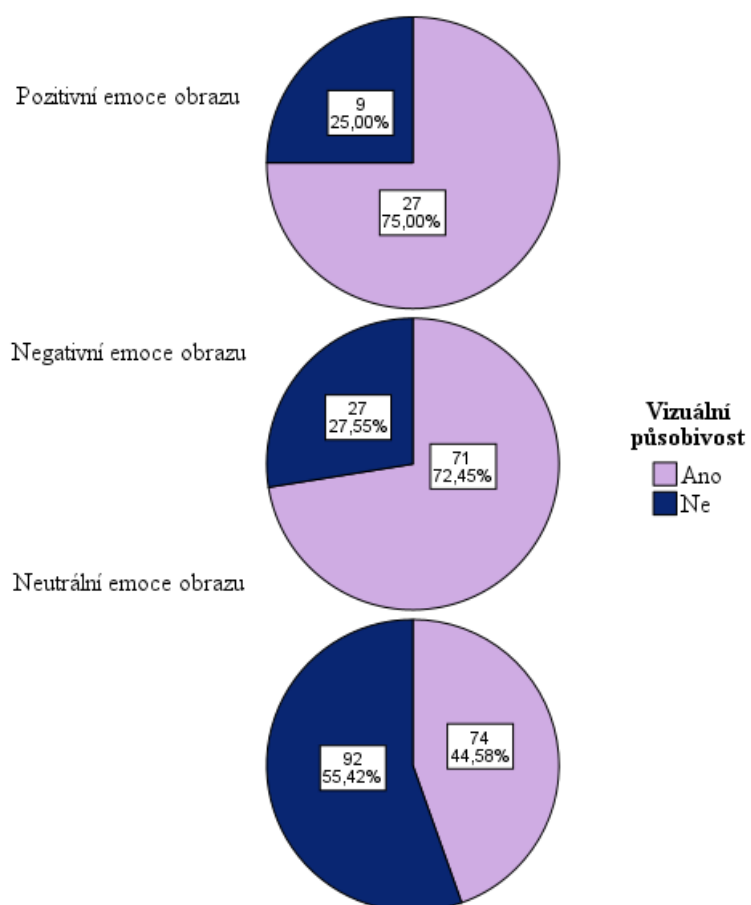 Pozitivní emoce obrazu
9
25,00%
27
75,00%
Negativní emoce obrazu
27
27,55%
71
72,45%
Vizuální
působivost
Ano
Ne
Neutrální emoce obrazu
74
44,58%
92
55,42%